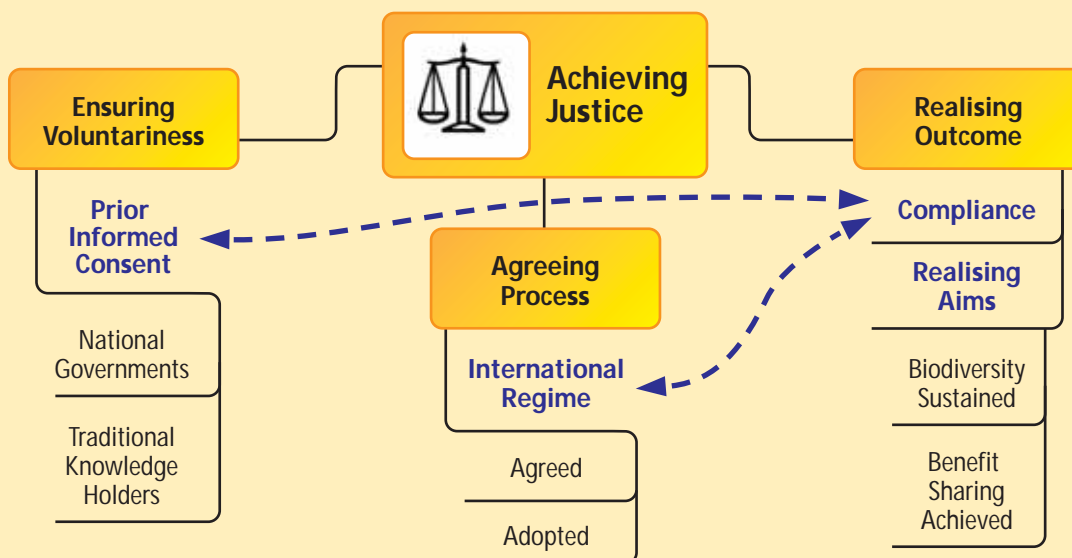 Achieving
Justice
Ensuring
Voluntariness
Prior
Informed
Consent
National
Governments
Traditional
Knowledge
Holders
Agreeing
Process
International
Regime
Agreed
Adopted
Realising
Outcome
Compliance
Realising
Aims
Biodiversity
Sustained
Benefit
Sharing
Achieved